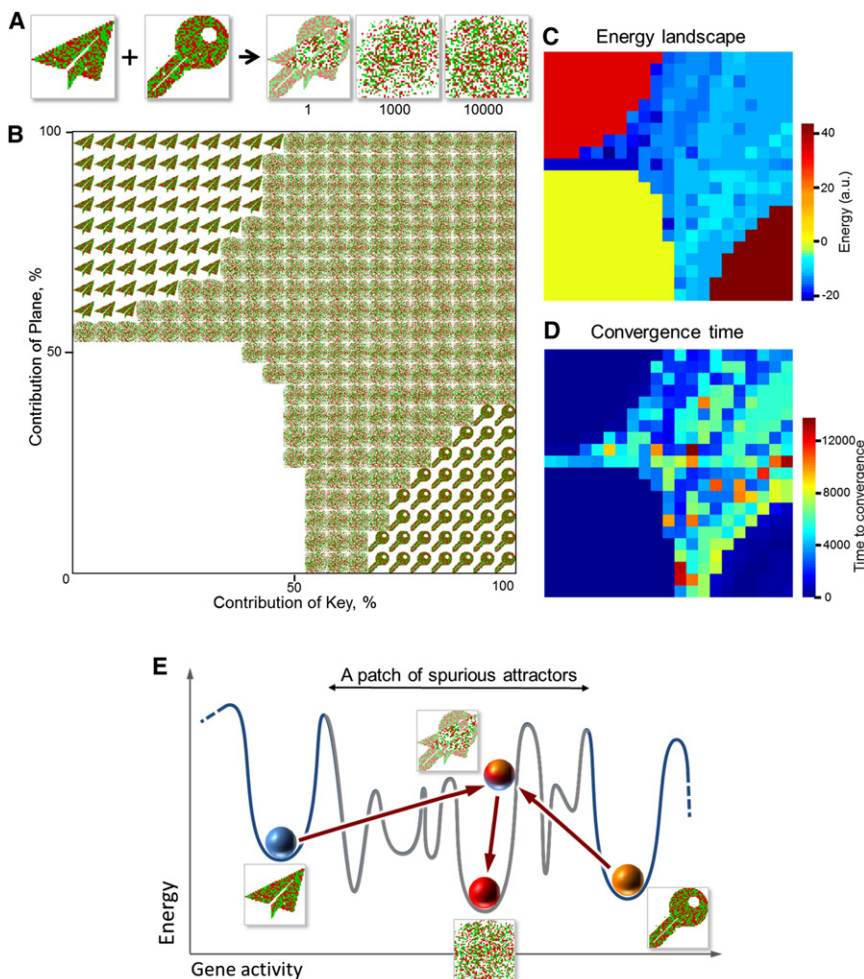 A
+
1
1000
10000
B
100
50
0
50
100
Contribution of Plane, %
Contribution of Key, %
C
Energy landscape
40
20
0
-20
Energy (a.u.)
D
Convergence time
12000
8000
4000
0
Time to convergence
E
A patch of spurious attractors
Energy
Gene activity